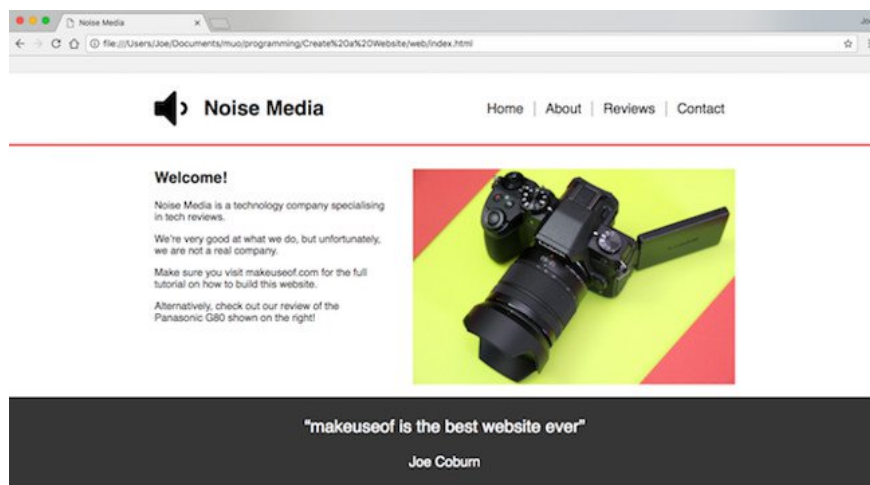 Noise Media
file:///Users/Joe/Documents/muo/programming/Create%20a%20Website/web/index.html
Noise Media
Home | About | Reviews | Contact
Welcome!
Noise Media is a technology company specialising
in tech reviews.
We're very good at what we do, but unfortunately,
we are not a real company.
Make sure you visit makeuseof.com for the full
tutorial on how to build this website.
Alternatively, check out our review of the
Panasonic G80 shown on the right!
“makeuseof is the best website ever”
Joe Coburn